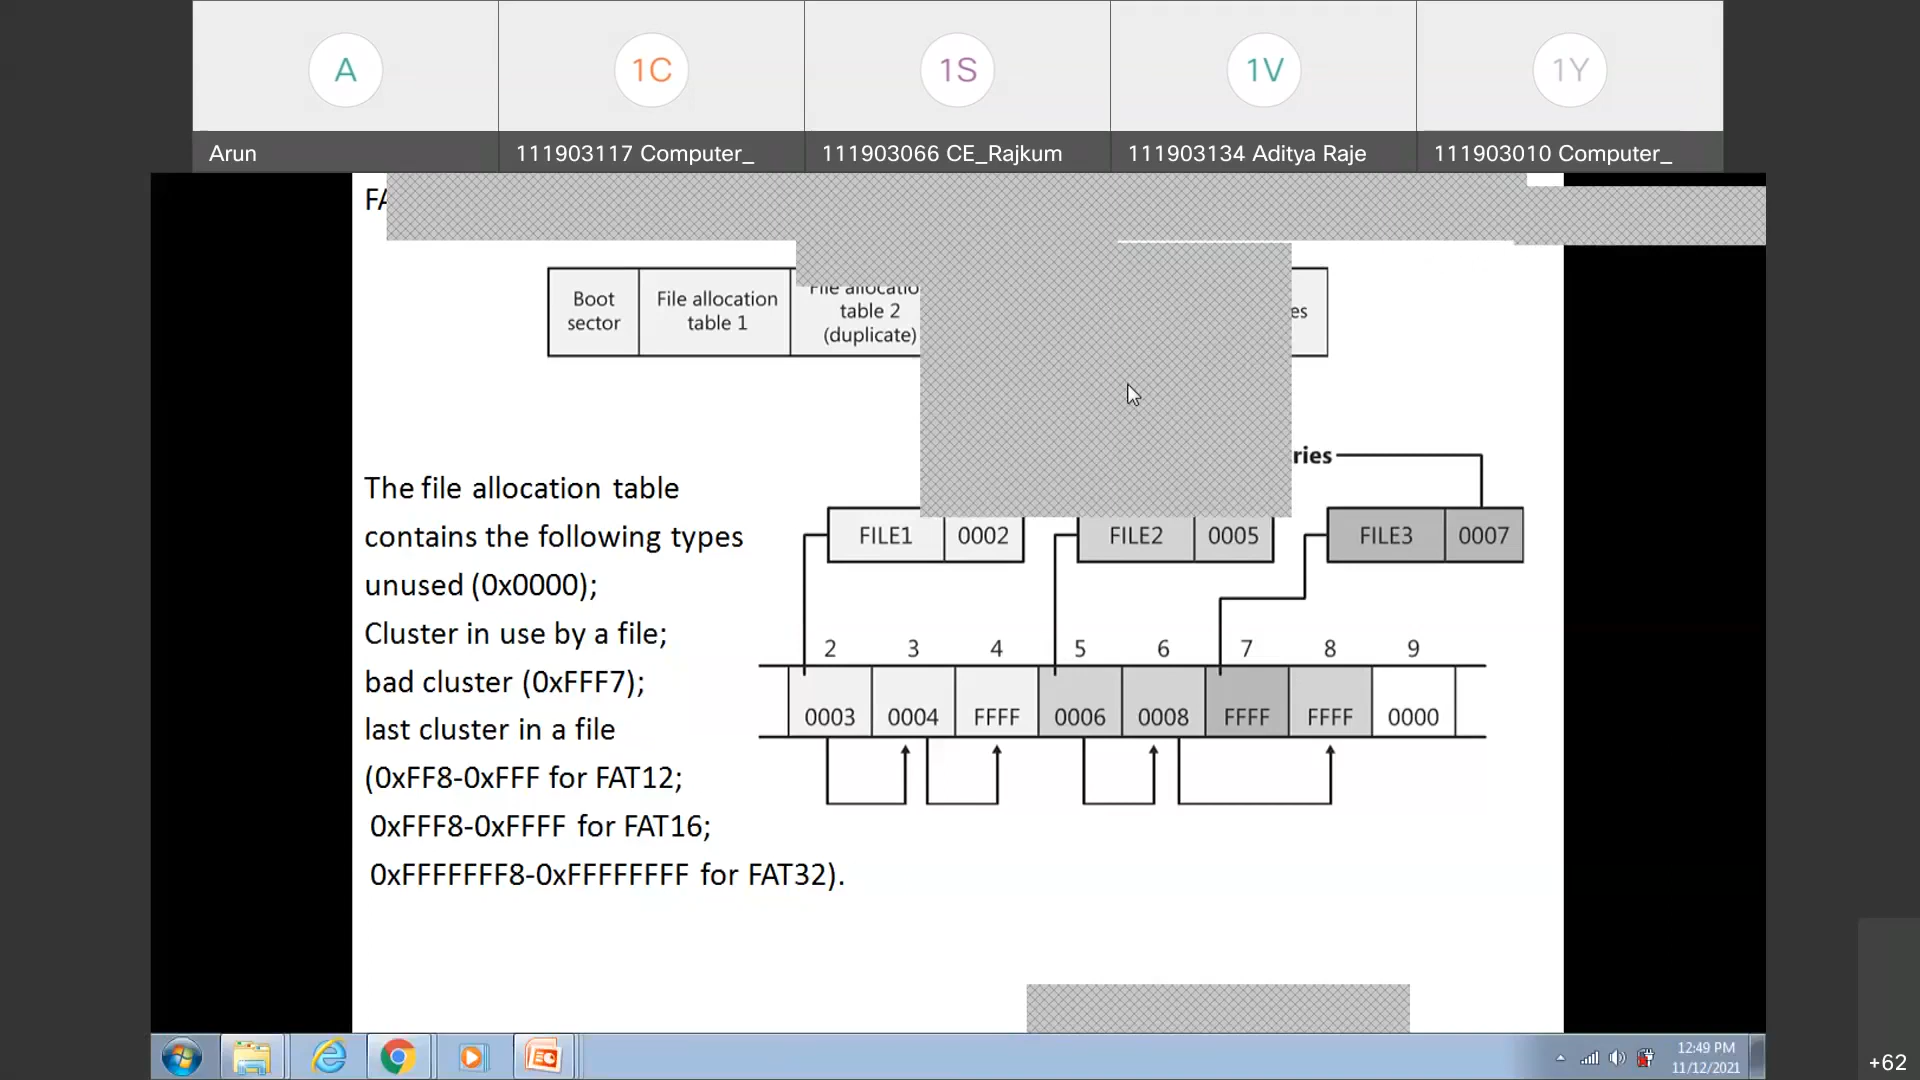 A
1C
1S
1V
1Y
Arun
111903117 Computer_
111903066 CE_Rajkum
111903134 Aditya Raje
111903010 Computer_
Boot
sector
File allocation
table 1
table 2
(duplicate)
The file allocation table
contains the following types
unused (0x0000);
Cluster in use by a file;
bad cluster (0xFFF7);
last cluster in a file
(0xFF8-0xFFF for FAT12;
0xFFF8-0xFFFF for FAT16;
0xFFFFFFF8-0xFFFFFFFF for FAT32).
FILE1 0002
FILE2 0005
FILE3 0007
2 3 4 5 6 7 8 9
0003 0004 FFFF 0006 0008 FFFF FFFF 0000
12:49 PM
11/12/2021
+62